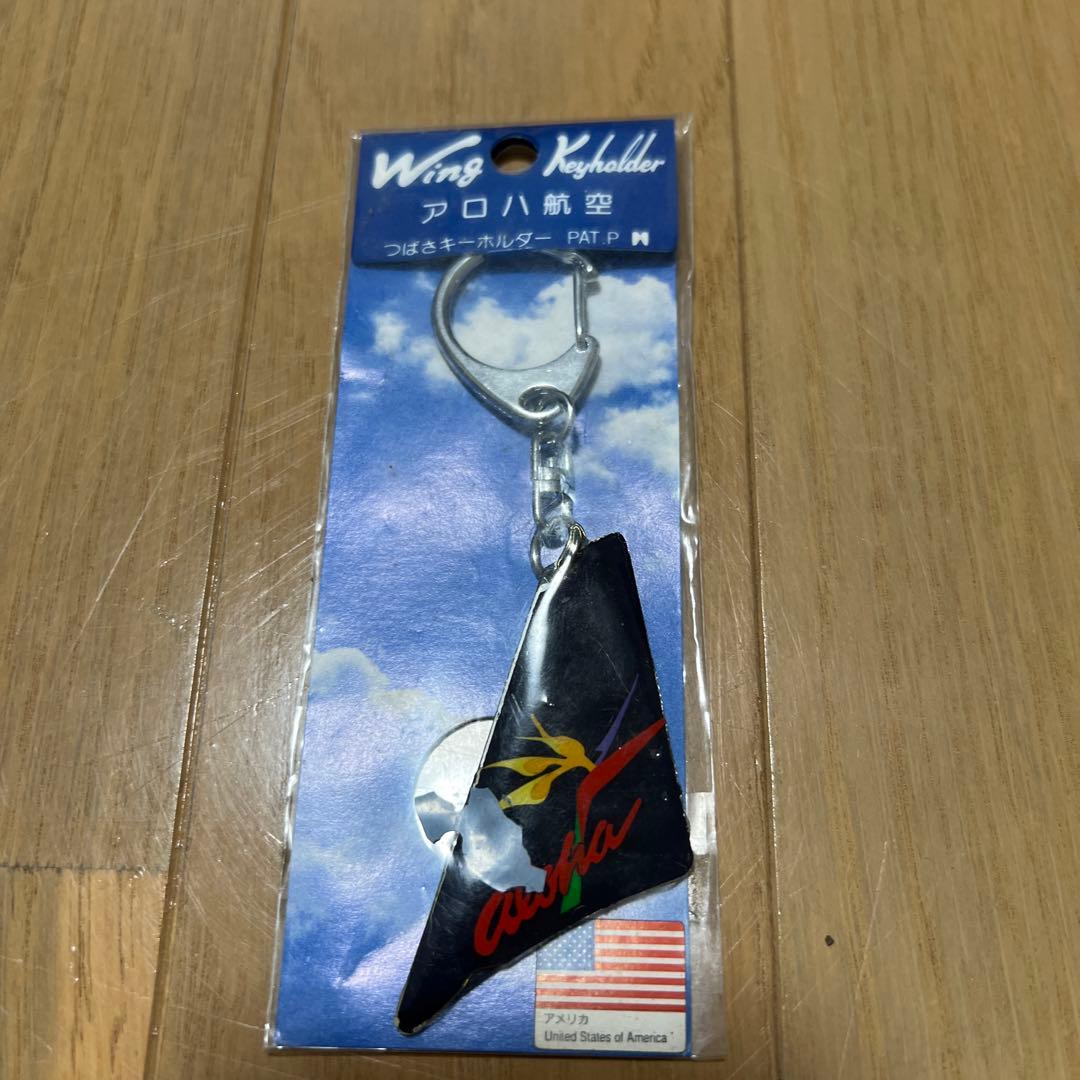 Wing Keyholder
アロハ航空
つばさキーホルダー PAT.P
aloha
アメリカ
United States of America